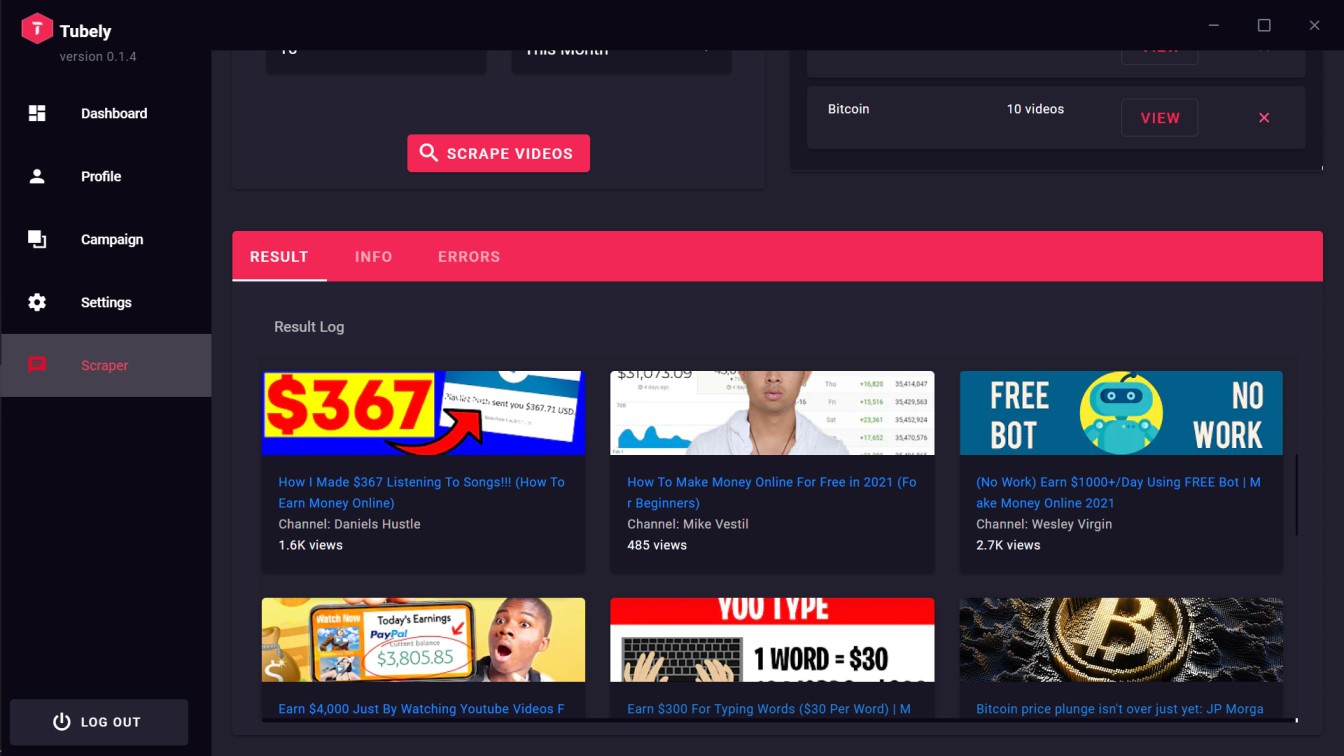 Tubely
version 0.1.4
Dashboard
Profile
Campaign
Settings
Scraper
LOG OUT
This Month
SCRAPE VIDEOS
VIEW
Bitcoin
10 videos
VIEW
RESULT
INFO
ERRORS
Result Log
$367
sent you $367.71 USD
How I Made $367 Listening To Songs!!! (How To
Earn Money Online)
Channel: Daniels Hustle
1.6K views
$31,073.09
4 days ago
Thu +16,820 35,414,047
Fri +15,516 35,429,563
Sat +23,361 35,452,924
+17,652 35,470,576
How To Make Money Online For Free in 2021 (Fo
r Beginners)
Channel: Mike Vestil
485 views
FREE
BOT
NO
WORK
(No Work) Earn $1000+/Day Using FREE Bot | M
ake Money Online 2021
Channel: Wesley Virgin
2.7K views
Watch Now
Today's Earnings
PayPal
Current balance
$3,805.85
Earn $4,000 Just By Watching Youtube Videos F
YOU TYPE
1 WORD = $30
Earn $300 For Typing Words ($30 Per Word) | M
Bitcoin price plunge isn't over just yet: JP Morga